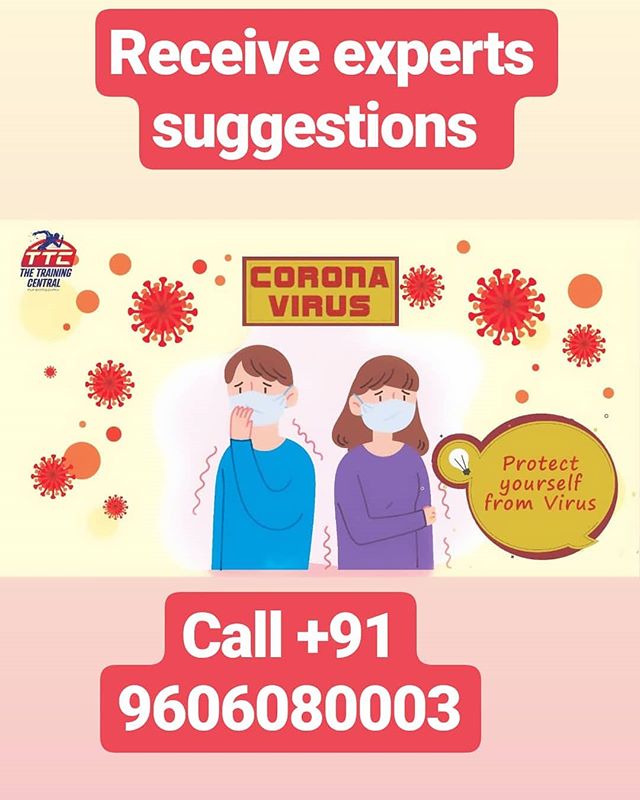 Receive experts
suggestions
TTC
THE TRAINING
CENTRAL
CORONA
VIRUS
Protect
yourself
from Virus
Call +91
9606080003